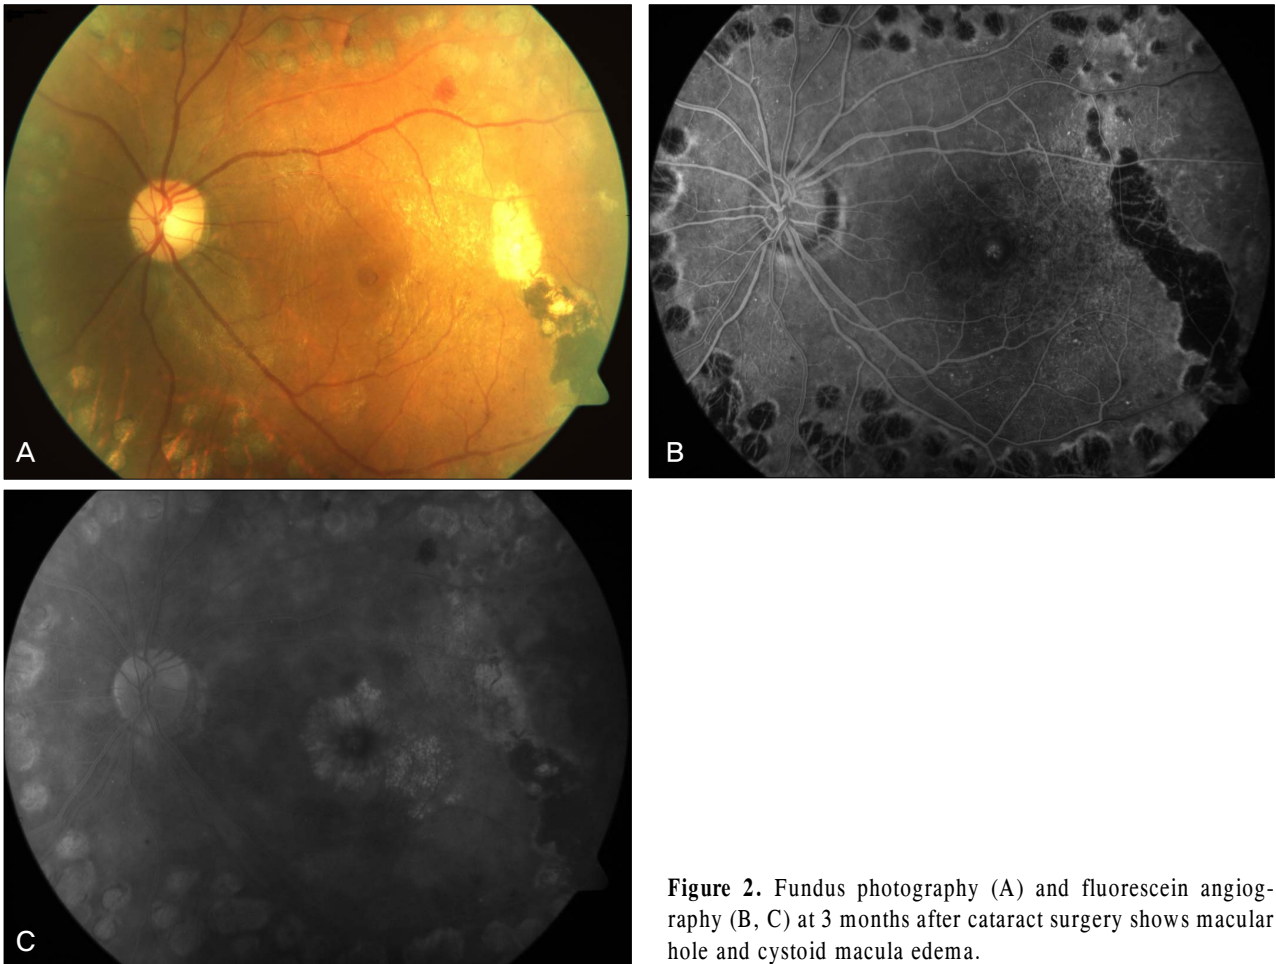 A
B
C
Figure 2. Fundus photography (A) and fluorescein angiog-
raphy (B, C) at 3 months after cataract surgery shows macular
hole and cystoid macula edema.